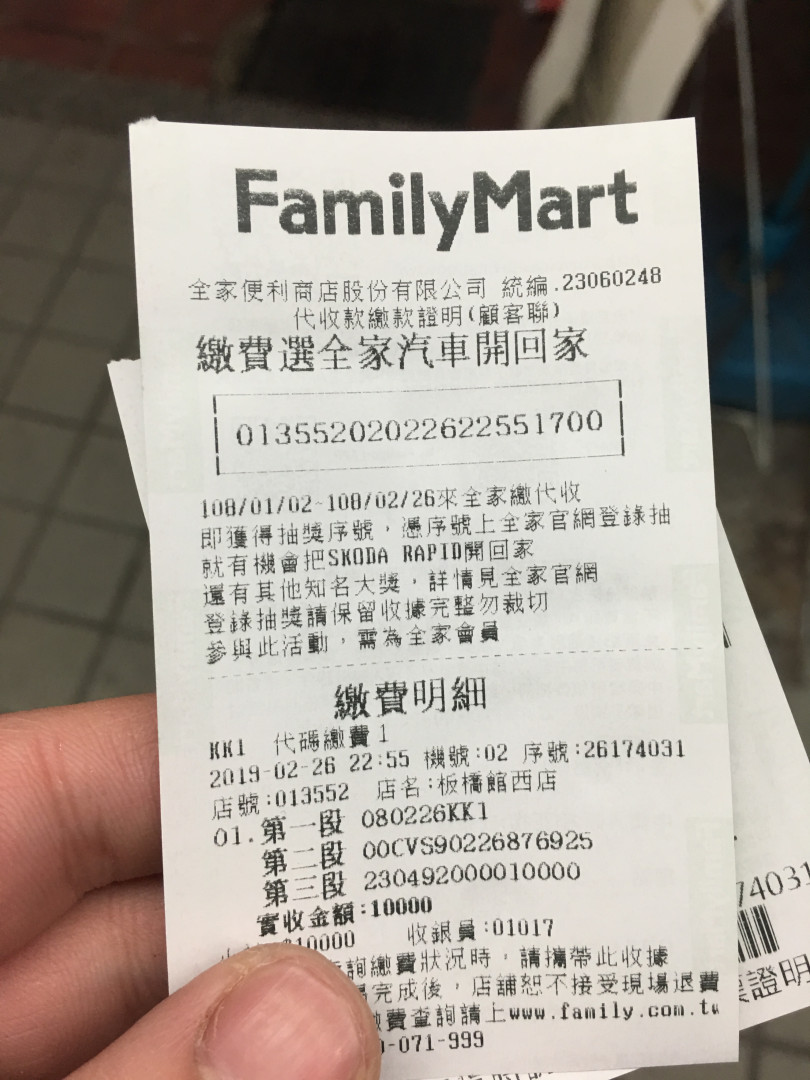 FamilyMart
全家便利商店股份有限公司 統編.23060248
代收款繳款證明(顧客聯)
繳費選全家汽車開回家
01355202022622551700
108/01/02-108/02/26來全家繳代收
即獲得抽獎序號，憑序號上全家官網登錄抽
就有機會把SKODA RAPID開回家
還有其他知名大獎，詳情見全家官網
登錄抽獎請保留收據完整勿裁切
參與此活動，需為全家會員
繳費明細
KK1 代碼繳費1
2019-02-26 22:55 機號:02 序號:26174031
店號:013552 店名:板橋館西店
01.第一段 080226KK1
第二段 00CVS90226876925
第三段 230492000010000
實收金額:10000
$10000 收銀員:01017
詢繳費狀況時，請攜帶此收據
完成後，店舖恕不接受現場退費
繳費查詢請上www.family.com.tw
-071-999
74031
證明